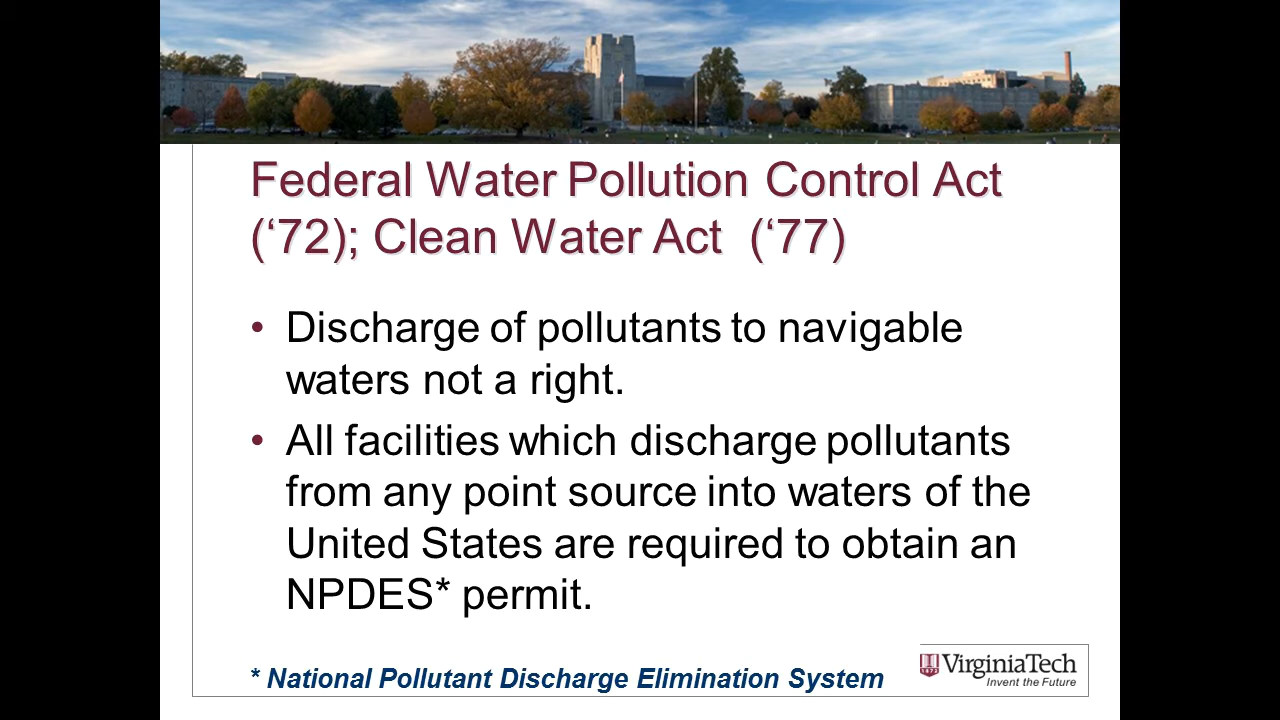 Federal Water Pollution Control Act
(‘72); Clean Water Act (‘77)
• Discharge of pollutants to navigable
waters not a right.
• All facilities which discharge pollutants
from any point source into waters of the
United States are required to obtain an
NPDES* permit.
* National Pollutant Discharge Elimination System
1872 VirginiaTech
Invent the Future